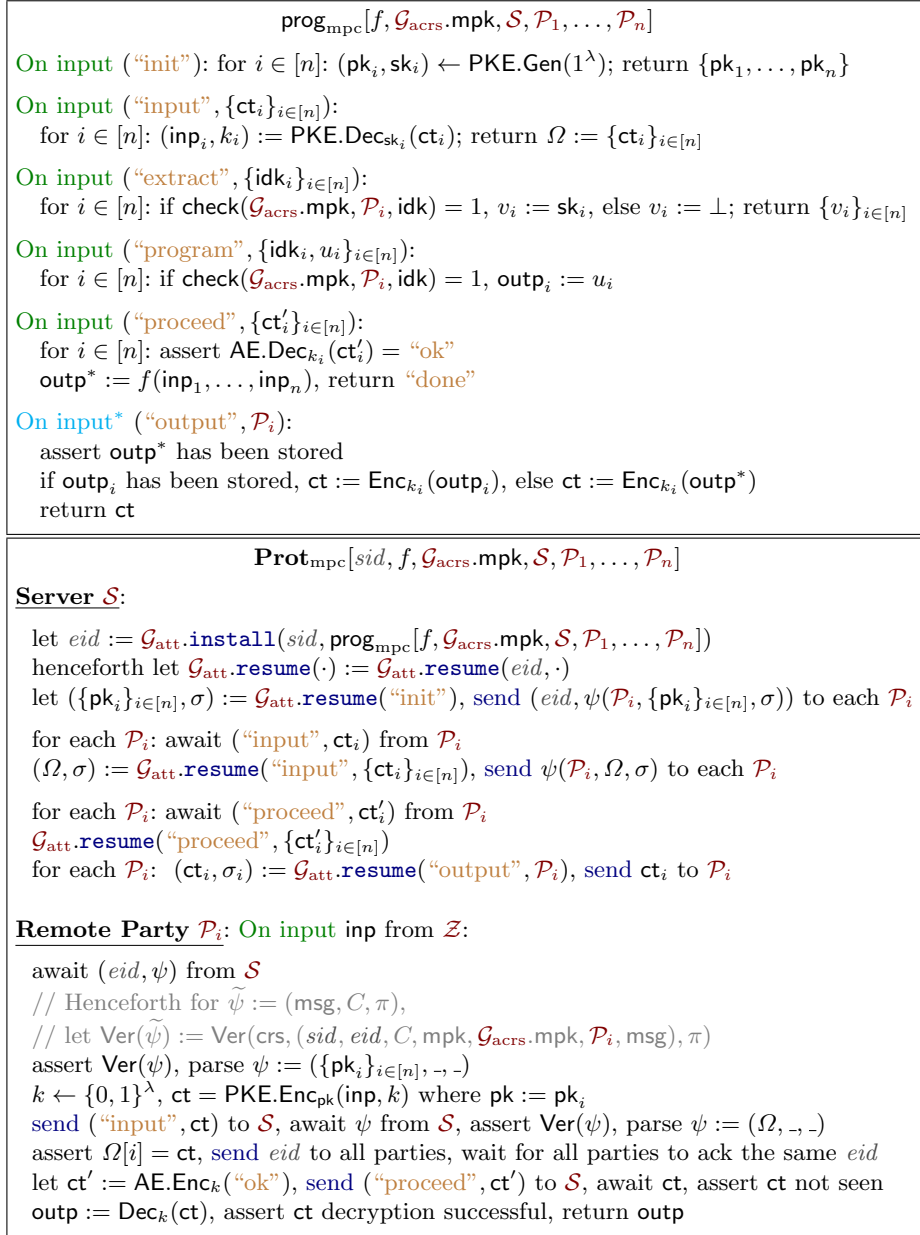 prog_mpc[f, 𝒢_acrs.mpk, 𝒮, 𝒫_1, . . . , 𝒫_n]
On input (“init”): for i ∈ [n]: (pk_i, sk_i) ← PKE.Gen(1^λ); return {pk_1, . . . , pk_n}
On input (“input”, {ct_i}_{i∈[n]}):
for i ∈ [n]: (inp_i, k_i) := PKE.Dec_{sk_i}(ct_i); return Ω := {ct_i}_{i∈[n]}
On input (“extract”, {idk_i}_{i∈[n]}):
for i ∈ [n]: if check(𝒢_acrs.mpk, 𝒫_i, idk) = 1, v_i := sk_i, else v_i := ⊥; return {v_i}_{i∈[n]}
On input (“program”, {idk_i, u_i}_{i∈[n]}):
for i ∈ [n]: if check(𝒢_acrs.mpk, 𝒫_i, idk) = 1, outp_i := u_i
On input (“proceed”, {ct′_i}_{i∈[n]}):
for i ∈ [n]: assert AE.Dec_{k_i}(ct′_i) = “ok”
outp* := f(inp_1, . . . , inp_n), return “done”
On input* (“output”, 𝒫_i):
assert outp* has been stored
if outp_i has been stored, ct := Enc_{k_i}(outp_i), else ct := Enc_{k_i}(outp*)
return ct
Prot_mpc[sid, f, 𝒢_acrs.mpk, 𝒮, 𝒫_1, . . . , 𝒫_n]
Server 𝒮:
let eid := 𝒢_att.install(sid, prog_mpc[f, 𝒢_acrs.mpk, 𝒮, 𝒫_1, . . . , 𝒫_n])
henceforth let 𝒢_att.resume(·) := 𝒢_att.resume(eid, ·)
let ({pk_i}_{i∈[n]}, σ) := 𝒢_att.resume(“init”), send (eid, ψ(𝒫_i, {pk_i}_{i∈[n]}, σ)) to each 𝒫_i
for each 𝒫_i: await (“input”, ct_i) from 𝒫_i
(Ω, σ) := 𝒢_att.resume(“input”, {ct_i}_{i∈[n]}), send ψ(𝒫_i, Ω, σ) to each 𝒫_i
for each 𝒫_i: await (“proceed”, ct′_i) from 𝒫_i
𝒢_att.resume(“proceed”, {ct′_i}_{i∈[n]})
for each 𝒫_i: (ct_i, σ_i) := 𝒢_att.resume(“output”, 𝒫_i), send ct_i to 𝒫_i
Remote Party 𝒫_i: On input inp from 𝒵:
await (eid, ψ) from 𝒮
// Henceforth for ψ̃ := (msg, C, π),
// let Ver(ψ̃) := Ver(crs, (sid, eid, C, mpk, 𝒢_acrs.mpk, 𝒫_i, msg), π)
assert Ver(ψ), parse ψ := ({pk_i}_{i∈[n]}, _, _)
k ← {0, 1}^λ, ct = PKE.Enc_pk(inp, k) where pk := pk_i
send (“input”, ct) to 𝒮, await ψ from 𝒮, assert Ver(ψ), parse ψ := (Ω, _, _)
assert Ω[i] = ct, send eid to all parties, wait for all parties to ack the same eid
let ct′ := AE.Enc_k(“ok”), send (“proceed”, ct′) to 𝒮, await ct, assert ct not seen
outp := Dec_k(ct), assert ct decryption successful, return outp